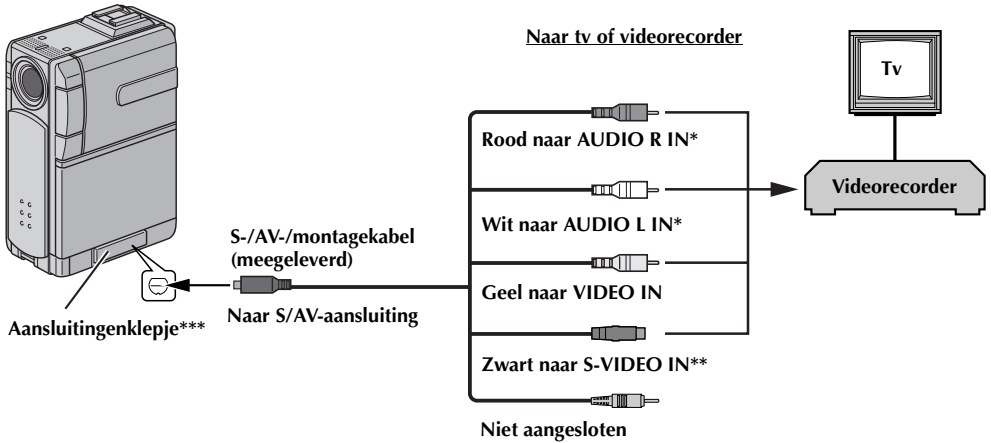 Naar tv of videorecorder
Tv
Rood naar AUDIO R IN*
Videorecorder
Wit naar AUDIO L IN*
S-/AV-/montagekabel
(meegeleverd)
Geel naar VIDEO IN
Naar S/AV-aansluiting
Aansluitingenklepje***
Zwart naar S-VIDEO IN**
Niet aangesloten